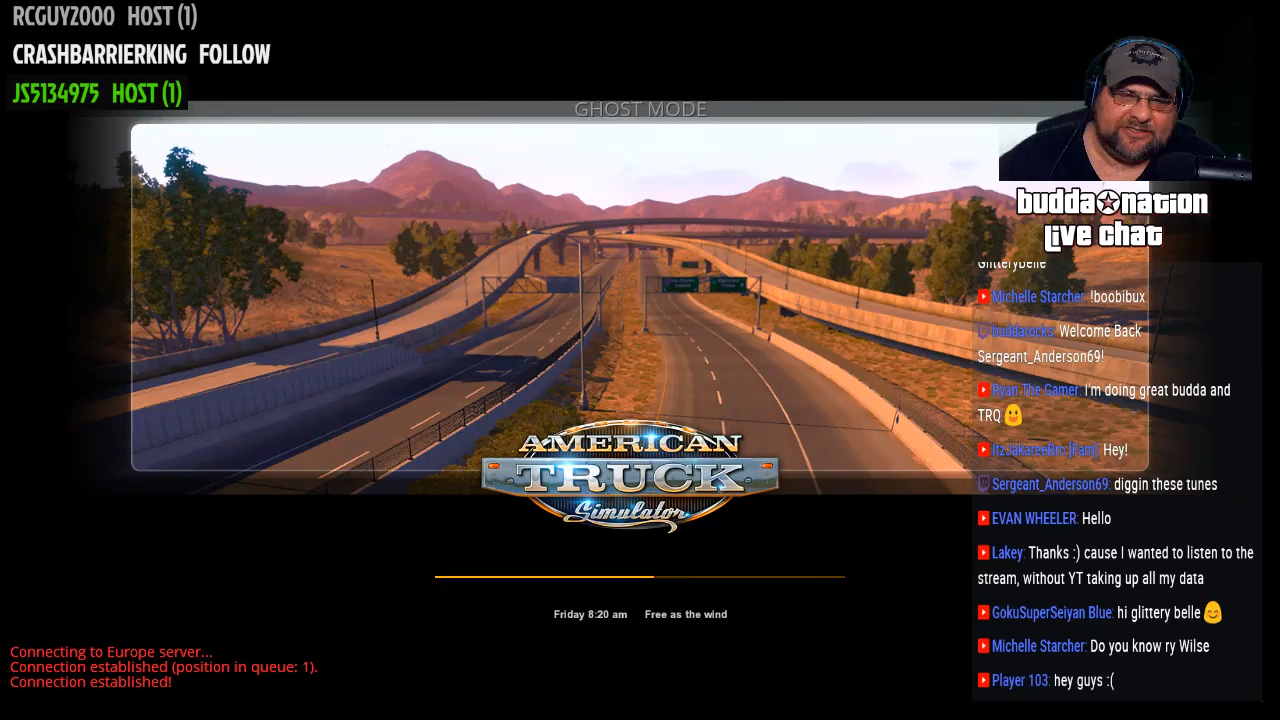 RCGUY2000 HOST (1)
CRASHBARRIERKING FOLLOW
JS5134975 HOST (1)
GHOST MODE
budda nation
live chat
GlitteryBelle
Michelle Starcher: !boobibux
buddarocks: Welcome Back
Sergeant_Anderson69!
Ryan The Gamer: i'm doing great budda and
TRQ
ItzJakareeBro [Fam]: Hey!
Sergeant_Anderson69: diggin these tunes
EVAN WHEELER: Hello
Lakey: Thanks :) cause I wanted to listen to the
stream, without YT taking up all my data
GokuSuperSeiyan Blue: hi glittery belle
Michelle Starcher: Do you know ry Wilse
Player 103: hey guys :(
AMERICAN
TRUCK
Simulator
Friday 8:20 am Free as the wind
Connecting to Europe server...
Connection established (position in queue: 1).
Connection established!